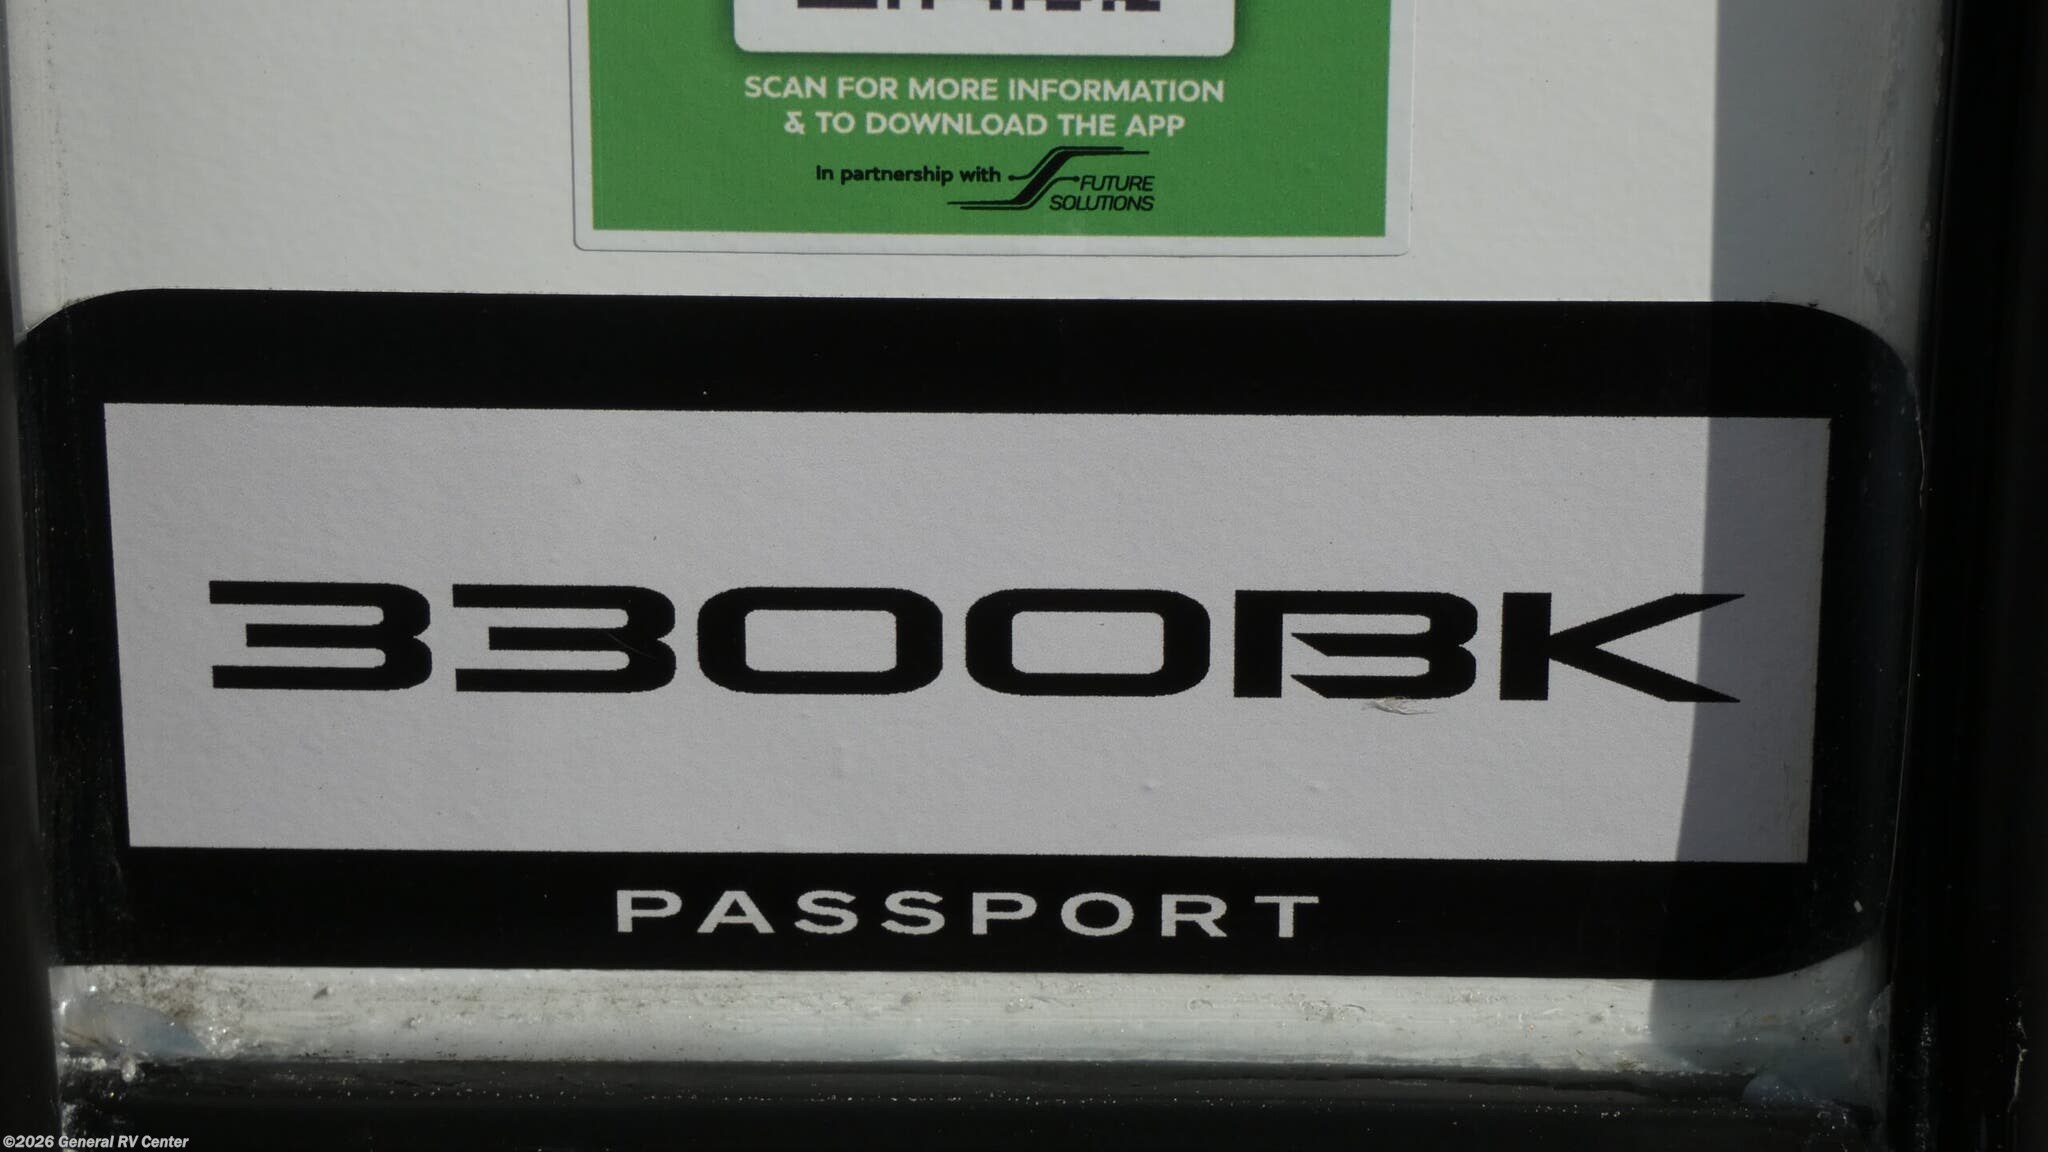 SCAN FOR MORE INFORMATION
& TO DOWNLOAD THE APP
In partnership with FUTURE SOLUTIONS
3300BK
PASSPORT
©2026 General RV Center